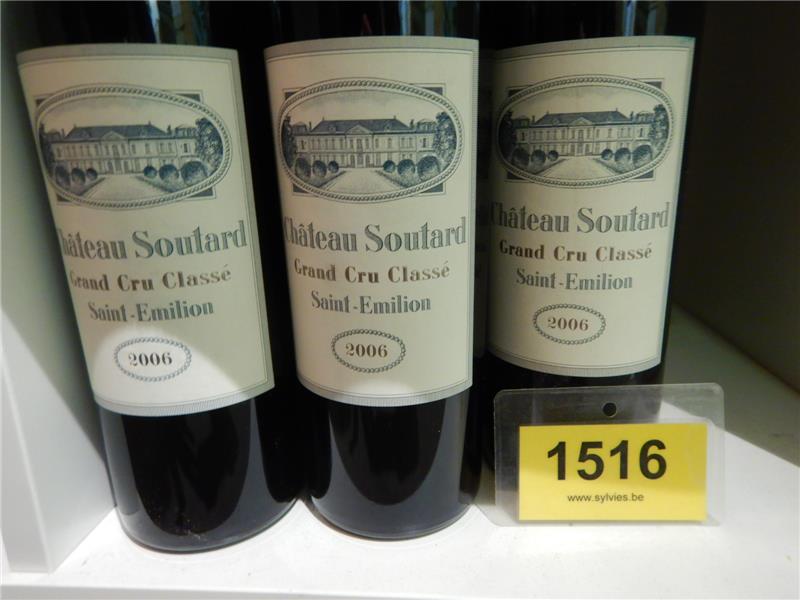 Château Soutard
Grand Cru Classé
Saint-Emilion
2006
Château Soutard
Grand Cru Classé
Saint-Emilion
2006
Château Soutard
Grand Cru Classé
Saint-Emilion
2006
1516
www.sylvies.be